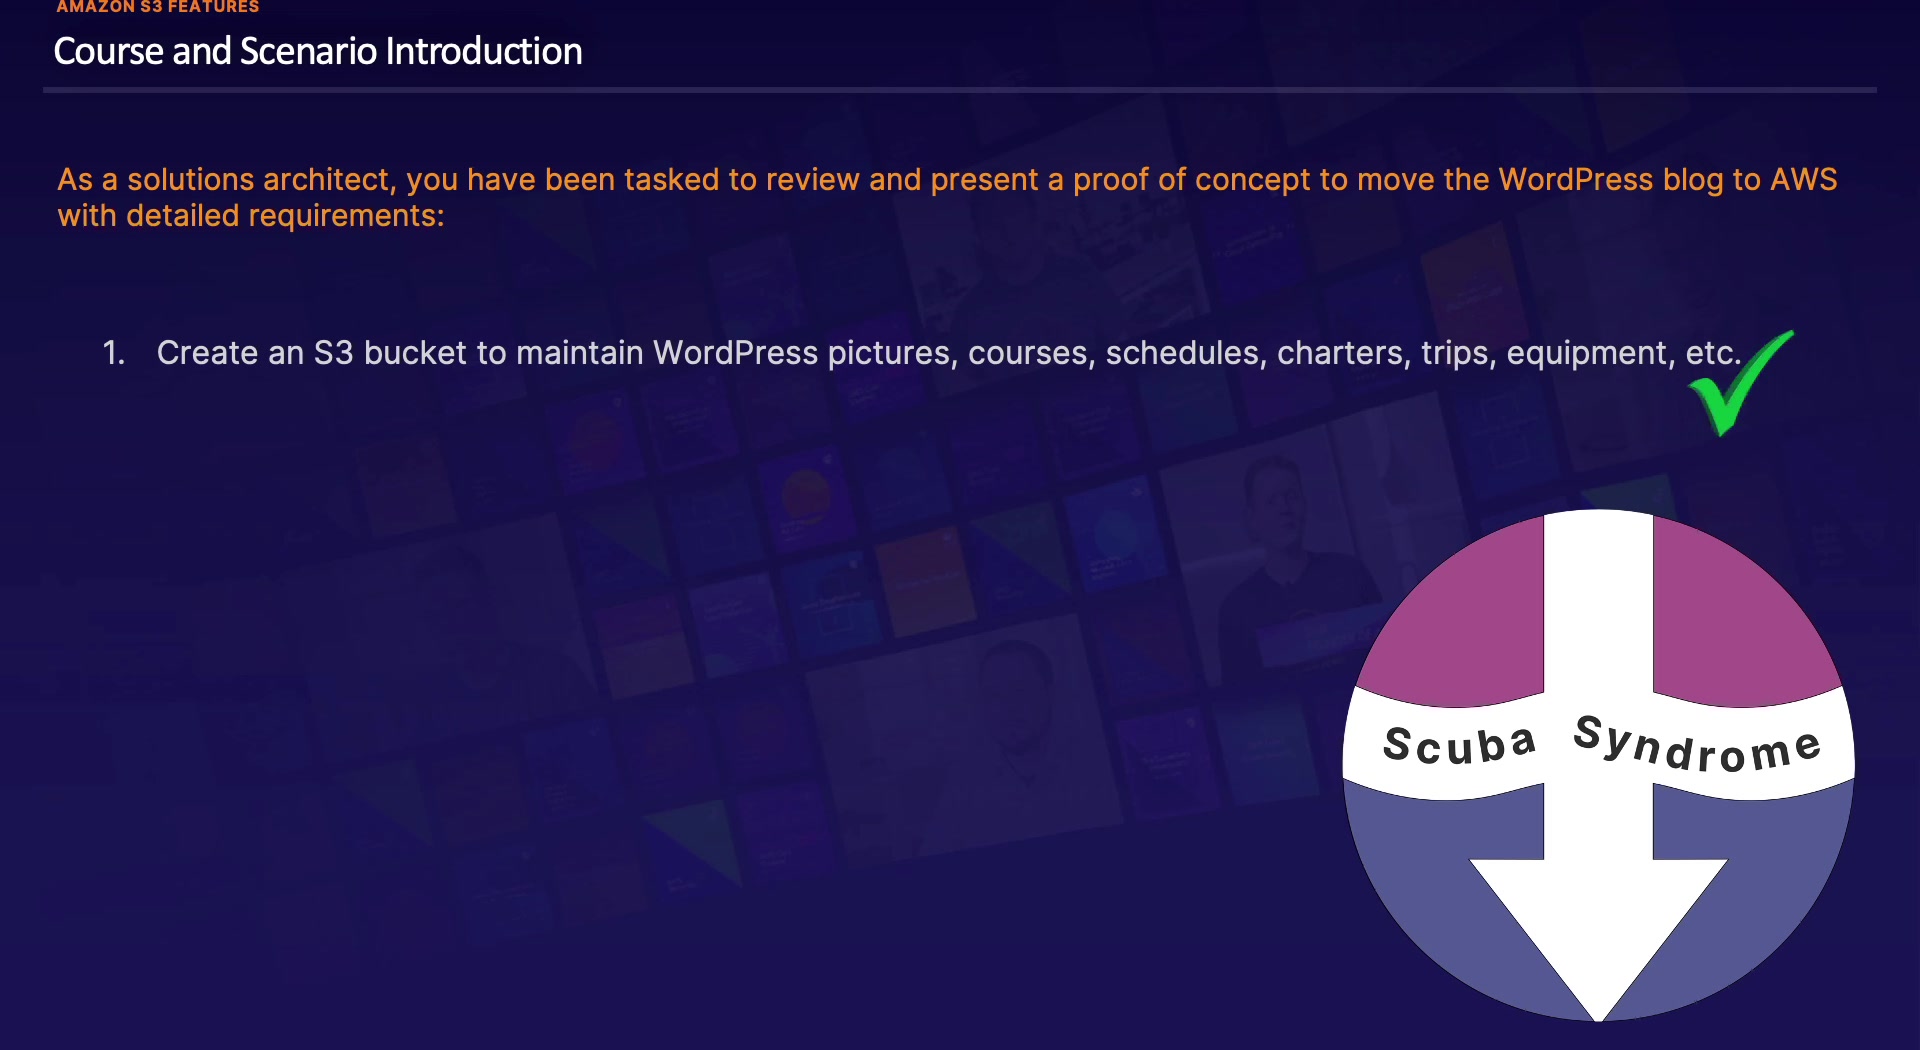 AMAZON S3 FEATURES
Course and Scenario Introduction
As a solutions architect, you have been tasked to review and present a proof of concept to move the WordPress blog to AWS
with detailed requirements:
1. Create an S3 bucket to maintain WordPress pictures, courses, schedules, charters, trips, equipment, etc.
Scuba Syndrome